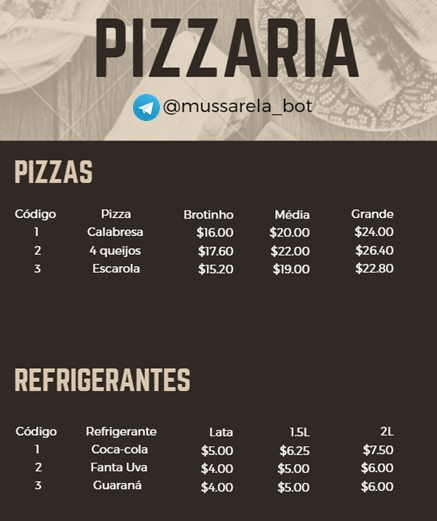 PIZZARIA
@mussarela_bot
PIZZAS
Código Pizza Brotinho Média Grande
1 Calabresa $16.00 $20.00 $24.00
2 4 queijos $17.60 $22.00 $26.40
3 Escarola $15.20 $19.00 $22.80
REFRIGERANTES
Código Refrigerante Lata 1.5L 2L
1 Coca-cola $5.00 $6.25 $7.50
2 Fanta Uva $4.00 $5.00 $6.00
3 Guaraná $4.00 $5.00 $6.00